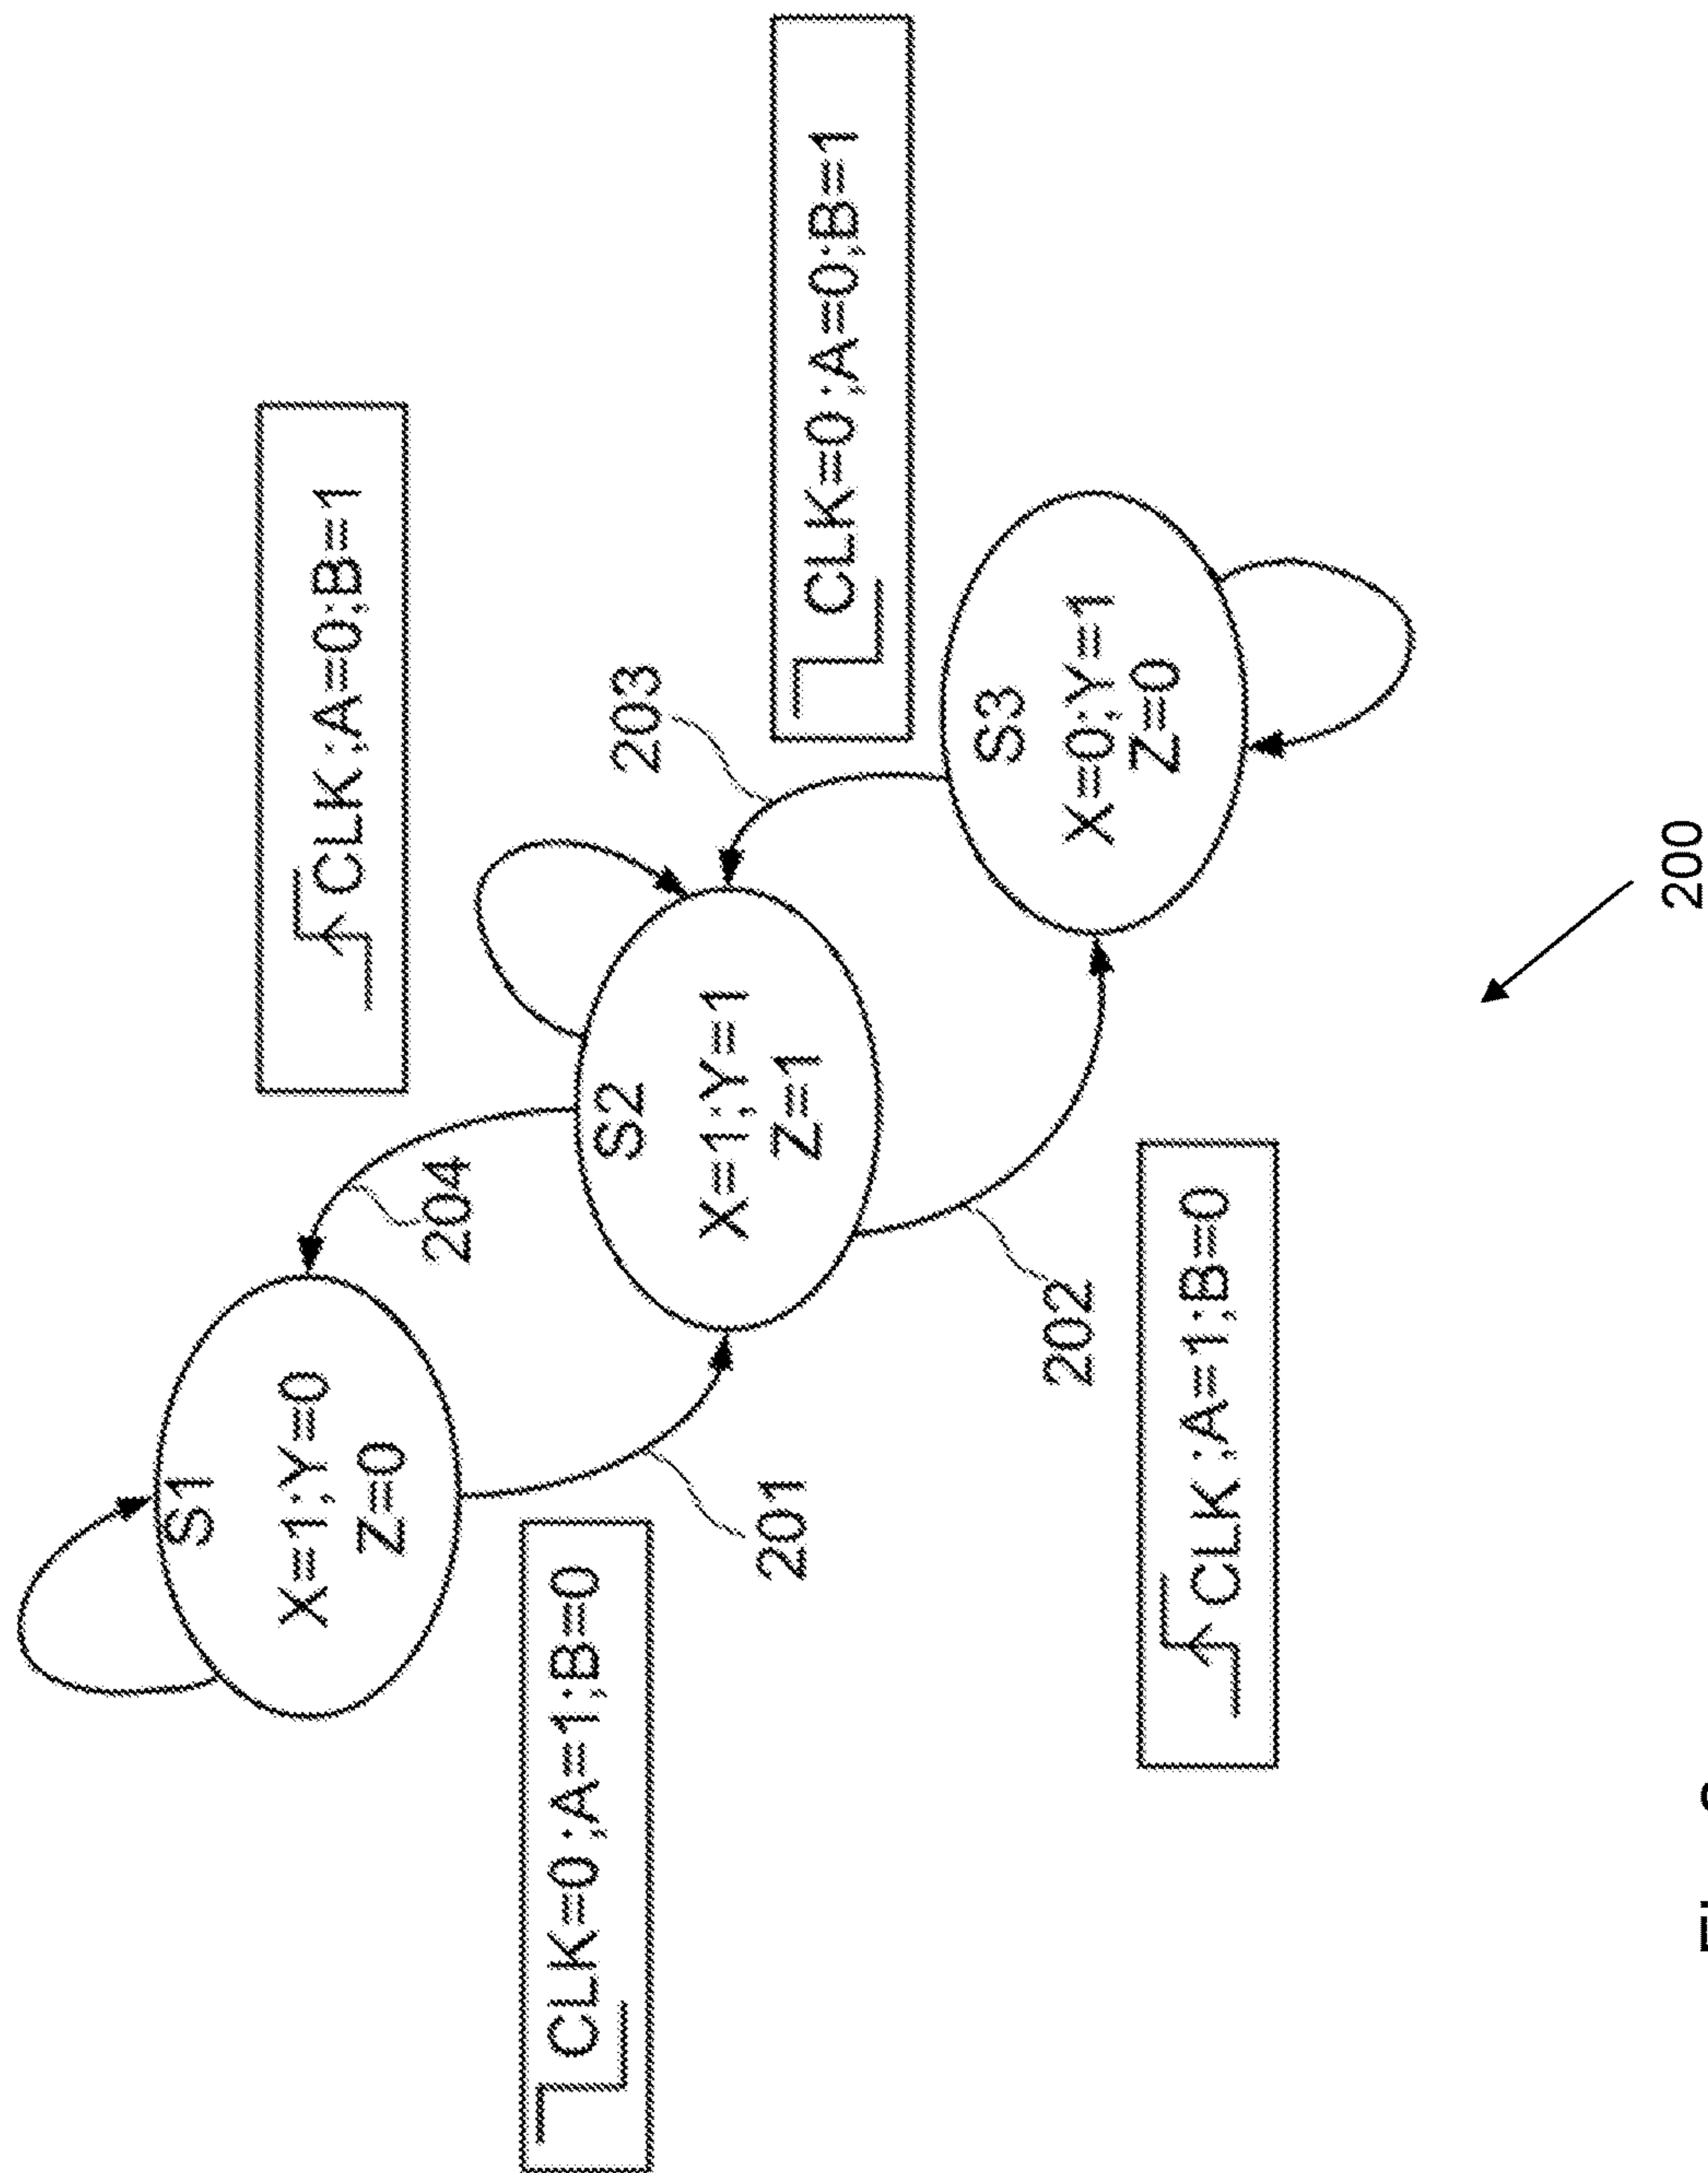 S1
X=1;Y=0
Z=0
CLK ;A=0;B=1
204
CLK=0 ;A=1;B=0
201
S2
X=1;Y=1
Z=1
203
CLK=0 ;A=0;B=1
S3
X=0;Y=1
Z=0
202
CLK ;A=1;B=0
200